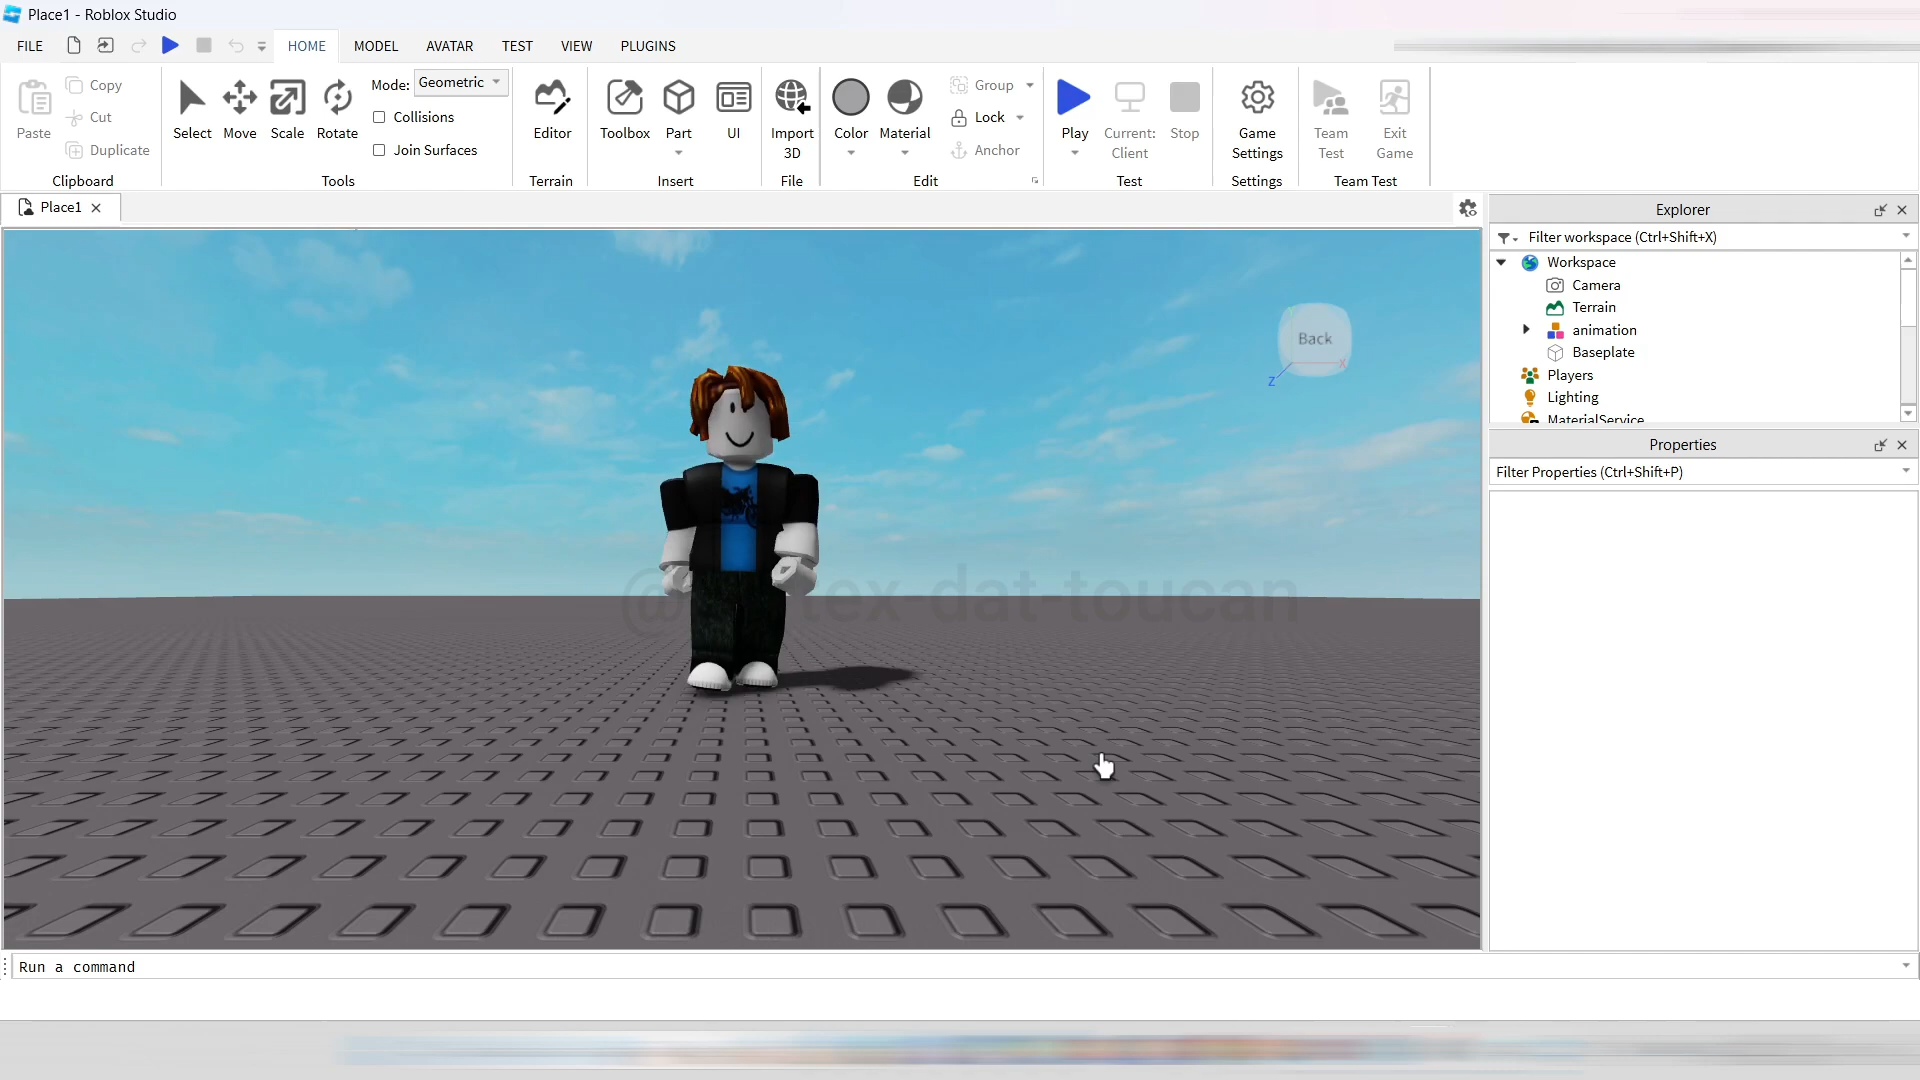 Place1 - Roblox Studio
FILE HOME MODEL AVATAR TEST VIEW PLUGINS
Paste Copy Cut Duplicate
Clipboard
Select Move Scale Rotate
Mode: Geometric
Collisions
Join Surfaces
Tools
Editor
Terrain
Toolbox Part UI
Insert
Import 3D
File
Color Material
Group
Lock
Anchor
Edit
Play Current: Client Stop
Test
Game Settings
Settings
Team Test Exit Game
Team Test
Place1
Back
X
Z
dat-toucan
Explorer
Filter workspace (Ctrl+Shift+X)
Workspace
Camera
Terrain
animation
Baseplate
Players
Lighting
MaterialService
Properties
Filter Properties (Ctrl+Shift+P)
Run a command